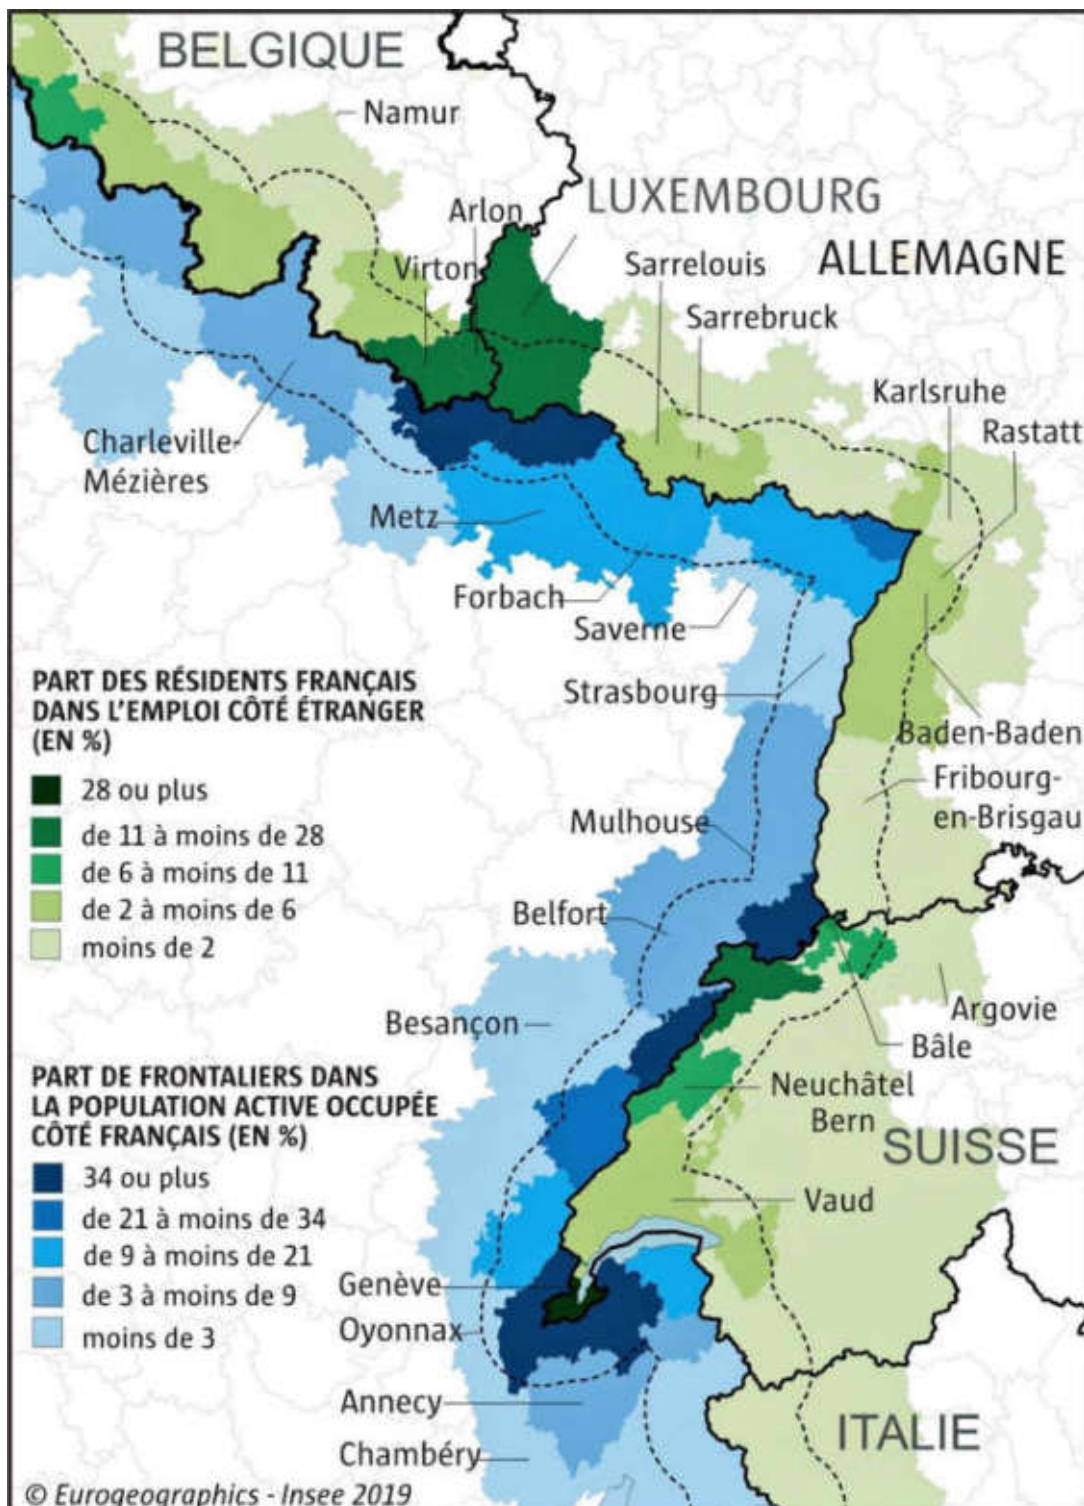 BELGIQUE
Namur
LUXEMBOURG
Arlon
ALLEMAGNE
Virton
Sarrelouis
Sarrebruck
Karlsruhe
Rastatt
Charleville-
Mézières
Metz
Forbach
Saverne
Strasbourg
PART DES RÉSIDENTS FRANÇAIS
DANS L'EMPLOI CÔTÉ ÉTRANGER
(EN %)
28 ou plus
de 11 à moins de 28
de 6 à moins de 11
de 2 à moins de 6
moins de 2
Baden-Baden
Fribourg-
en-Brisgau
Mulhouse
Belfort
Besançon
Argovie
Bâle
Neuchâtel
Bern
SUISSE
Vaud
PART DE FRONTALIERS DANS
LA POPULATION ACTIVE OCCUPÉE
CÔTÉ FRANÇAIS (EN %)
34 ou plus
de 21 à moins de 34
de 9 à moins de 21
de 3 à moins de 9
moins de 3
Genève
Oyonnax
Annecy
Chambéry
ITALIE
© Eurogeographics - Insee 2019